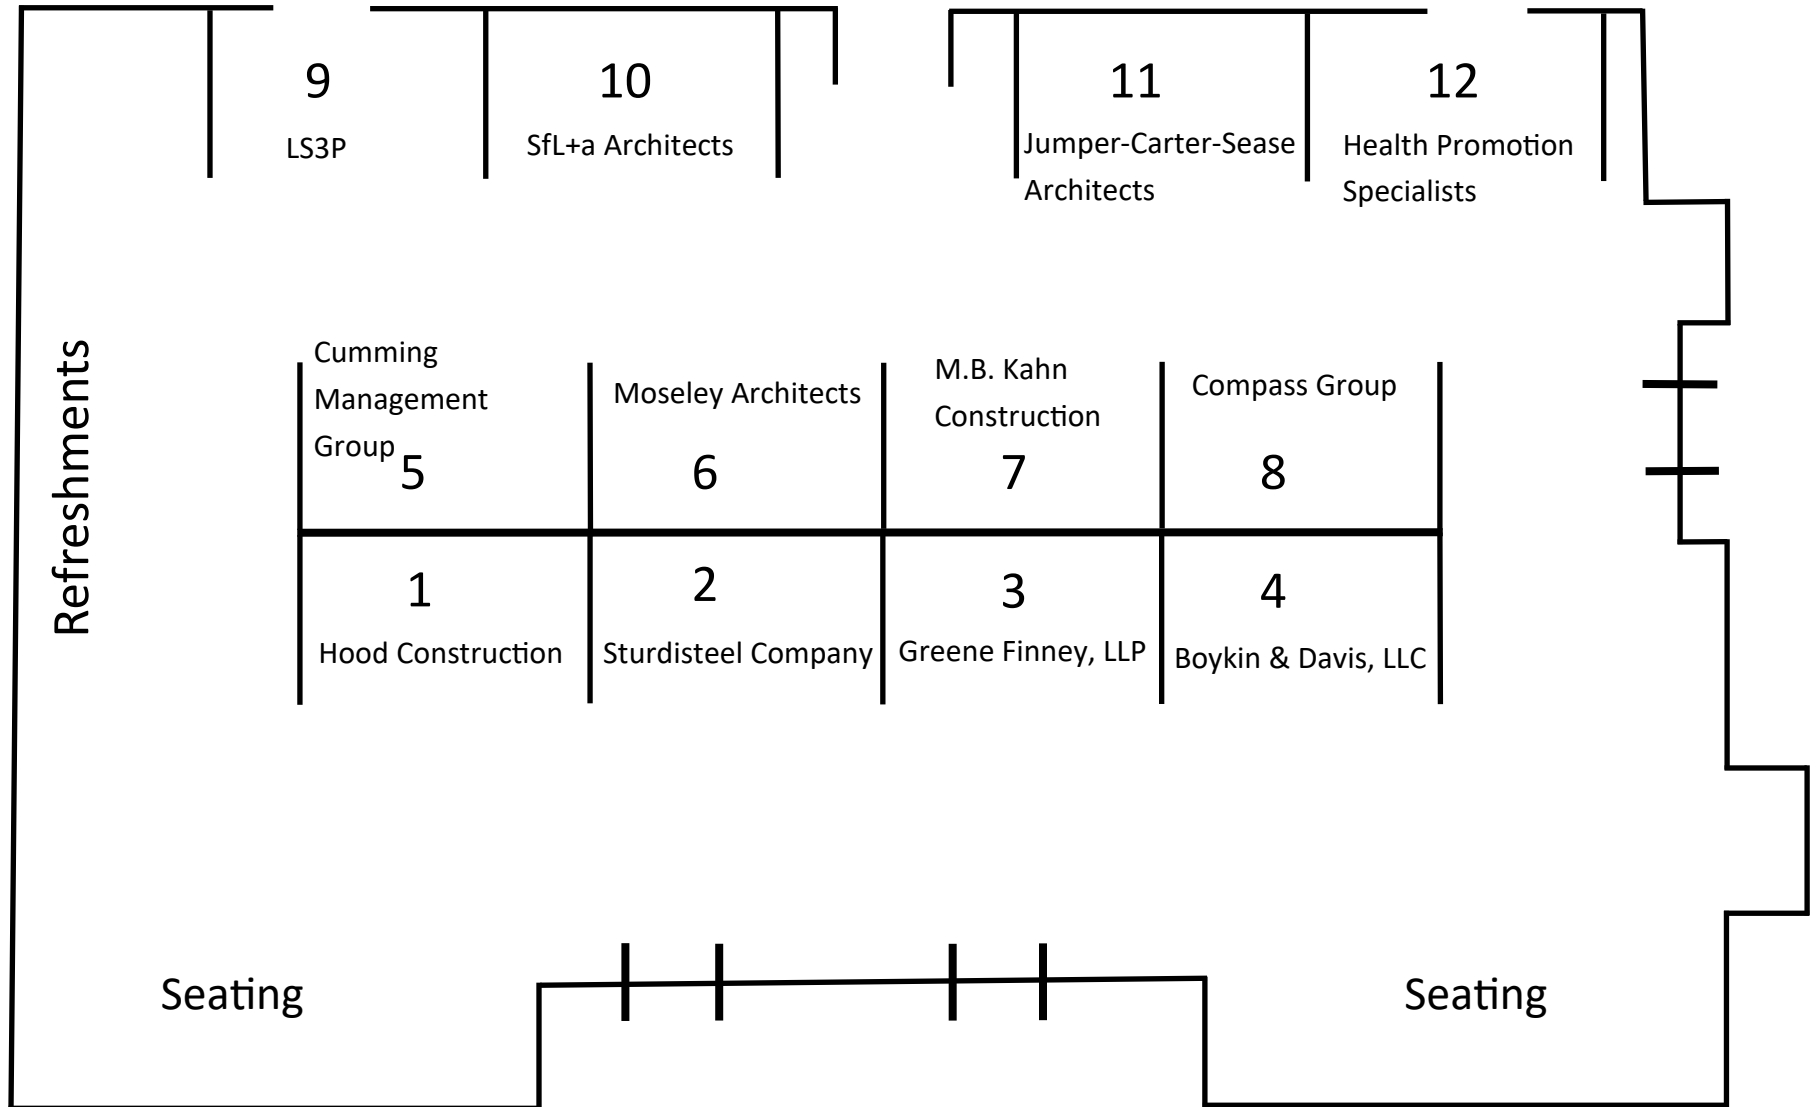 9
10
11
12
LS3P
SfL+a Architects
Jumper-Carter-Sease
Architects
Health Promotion
Specialists
Refreshments
Cumming
Management
Group
5
Moseley Architects
6
M.B. Kahn
Construction
7
Compass Group
8
1
Hood Construction
2
Sturdisteel Company
3
Greene Finney, LLP
4
Boykin & Davis, LLC
Seating
Seating